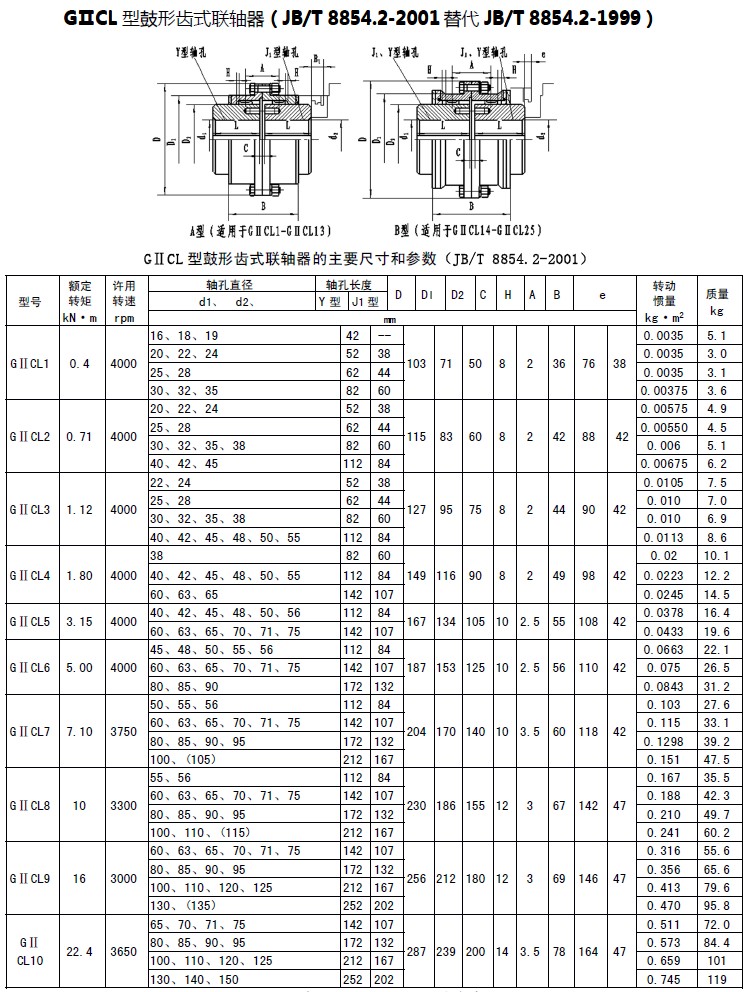 GⅡCL 型鼓形齿式联轴器（JB/T 8854.2-2001替代 JB/T 8854.2-1999）
Y型轴孔 A J₁型轴孔 B₁
H H
D D₁ D₂ d₁ L L d₂
C
B
A型(适用于GⅡCL1-GⅡCL13)
J₁、Y型轴孔 A J₁、Y型轴孔 e
H H
D D₁ D₂ d₁ L L d₂
C
B
B型(适用于GⅡCL14-GⅡCL25)
GⅡCL 型鼓形齿式联轴器的主要尺寸和参数（JB/T 8854.2-2001）
型号 额定转矩 kN·m 许用转速 rpm 轴孔直径 d1、 d2、 轴孔长度 Y 型 J1 型 D D1 D2 C H A B e 转动惯量 kg·m² 质量 kg
mm
GⅡCL1 0.4 4000 16、18、19 42 -- 103 71 50 8 2 36 76 38 0.0035 5.1
20、22、24 52 38 0.0035 3.0
25、28 62 44 0.0035 3.1
30、32、35 82 60 0.00375 3.6
GⅡCL2 0.71 4000 20、22、24 52 38 115 83 60 8 2 42 88 42 0.00575 4.9
25、28 62 44 0.00550 4.5
30、32、35、38 82 60 0.006 5.1
40、42、45 112 84 0.00675 6.2
GⅡCL3 1.12 4000 22、24 52 38 127 95 75 8 2 44 90 42 0.0105 7.5
25、28 62 44 0.010 7.0
30、32、35、38 82 60 0.010 6.9
40、42、45、48、50、55 112 84 0.0113 8.6
GⅡCL4 1.80 4000 38 82 60 149 116 90 8 2 49 98 42 0.02 10.1
40、42、45、48、50、55 112 84 0.0223 12.2
60、63、65 142 107 0.0245 14.5
GⅡCL5 3.15 4000 40、42、45、48、50、56 112 84 167 134 105 10 2.5 55 108 42 0.0378 16.4
60、63、65、70、71、75 142 107 0.0433 19.6
GⅡCL6 5.00 4000 45、48、50、55、56 112 84 187 153 125 10 2.5 56 110 42 0.0663 22.1
60、63、65、70、71、75 142 107 0.075 26.5
80、85、90 172 132 0.0843 31.2
GⅡCL7 7.10 3750 50、55、56 112 84 204 170 140 10 3.5 60 118 42 0.103 27.6
60、63、65、70、71、75 142 107 0.115 33.1
80、85、90、95 172 132 0.1298 39.2
100、(105) 212 167 0.151 47.5
GⅡCL8 10 3300 55、56 112 84 230 186 155 12 3 67 142 47 0.167 35.5
60、63、65、70、71、75 142 107 0.188 42.3
80、85、90、95 172 132 0.210 49.7
100、110、(115) 212 167 0.241 60.2
GⅡCL9 16 3000 60、63、65、70、71、75 142 107 256 212 180 12 3 69 146 47 0.316 55.6
80、85、90、95 172 132 0.356 65.6
100、110、120、125 212 167 0.413 79.6
130、(135) 252 202 0.470 95.8
GⅡ CL10 22.4 3650 65、70、71、75 142 107 287 239 200 14 3.5 78 164 47 0.511 72.0
80、85、90、95 172 132 0.573 84.4
100、110、120、125 212 167 0.659 101
130、140、150 252 202 0.745 119